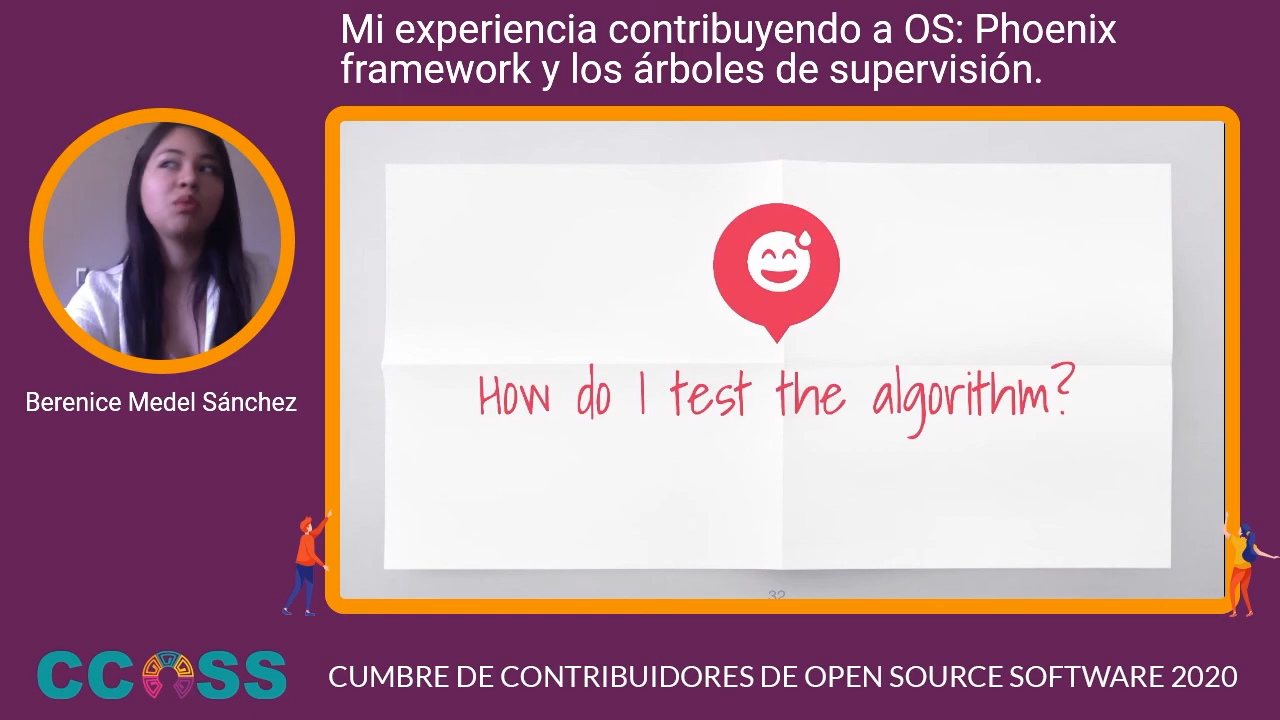 Mi experiencia contribuyendo a OS: Phoenix
framework y los árboles de supervisión.
How do I test the algorithm?
32
Berenice Medel Sánchez
CCOSS
CUMBRE DE CONTRIBUIDORES DE OPEN SOURCE SOFTWARE 2020